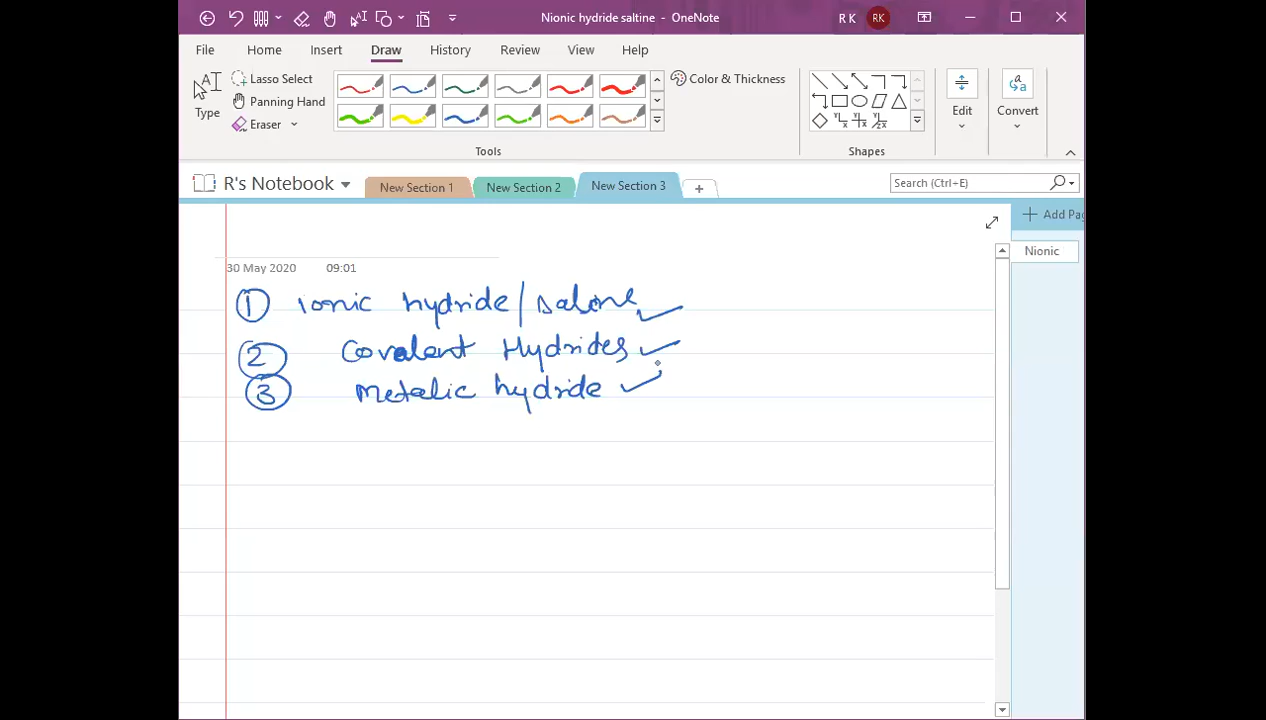 Nionic hydride saltine - OneNote
R K
RK
File Home Insert Draw History Review View Help
Type
Lasso Select
Panning Hand
Eraser
Color & Thickness
Edit
Convert
Tools
Shapes
R's Notebook
New Section 1
New Section 2
New Section 3
Search (Ctrl+E)
Add Pag
Nionic
30 May 2020 09:01
1 ionic hydride/
2 Covalent Hydrides
3 metalic hydride